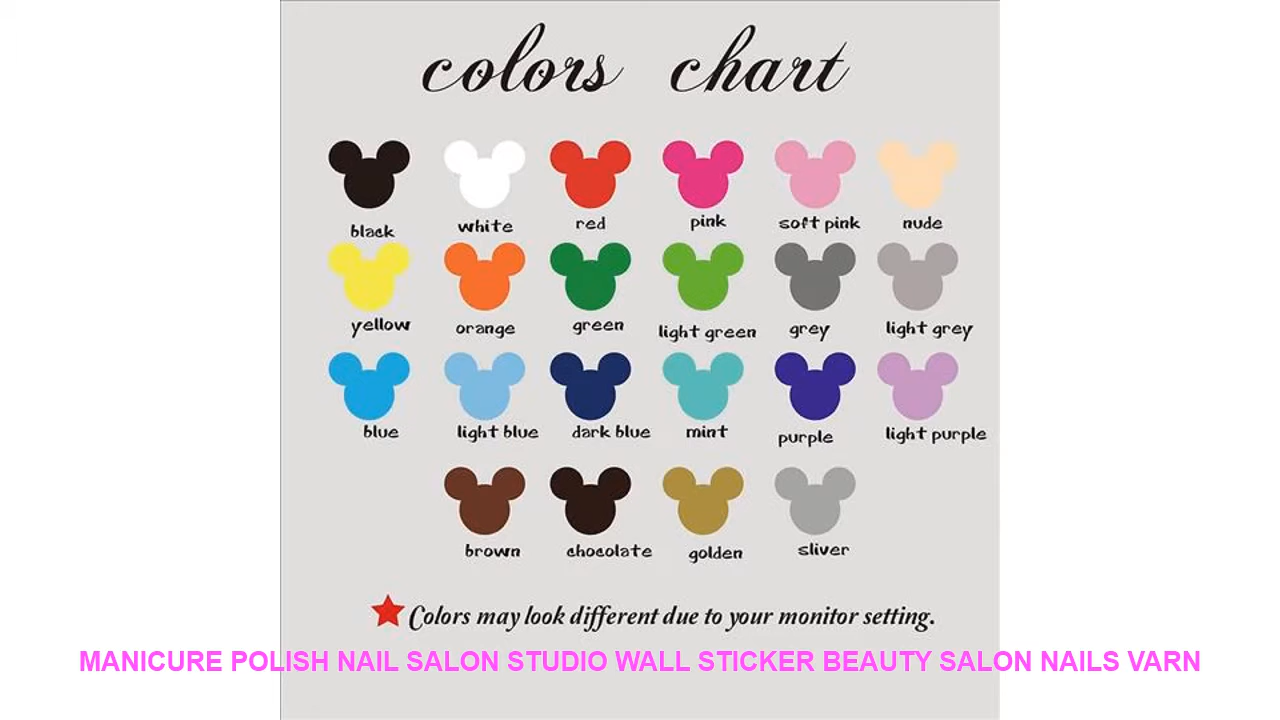 colors chart
black white red pink soft pink nude
yellow orange green light green grey light grey
blue light blue dark blue mint purple light purple
brown chocolate golden sliver
Colors may look different due to your monitor setting.
MANICURE POLISH NAIL SALON STUDIO WALL STICKER BEAUTY SALON NAILS VARN